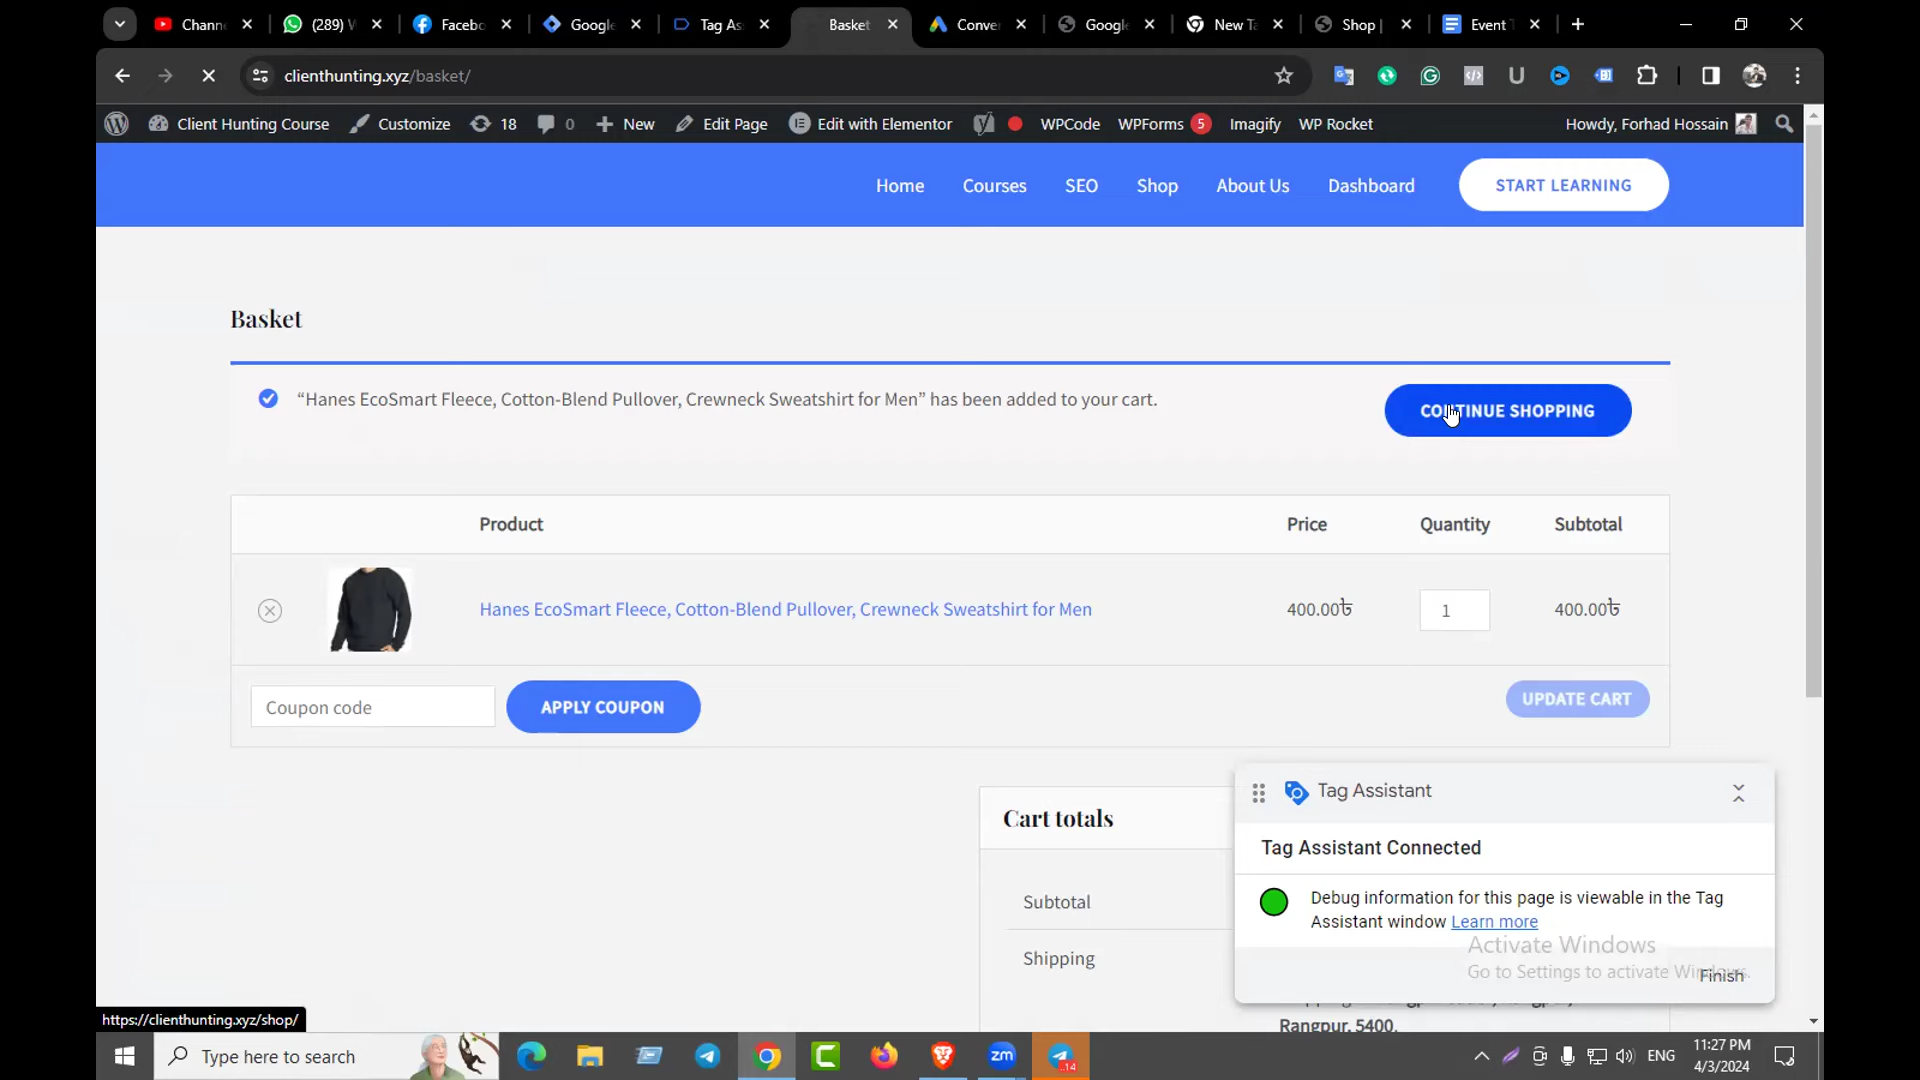 Chann
(289) W
Facebo
Google
Tag As
Basket
Conver
Google
New Ta
Shop |
Event T
clienthunting.xyz/basket/
Client Hunting Course
Customize
18
0
New
Edit Page
Edit with Elementor
WPCode
WPForms 5
Imagify
WP Rocket
Howdy, Forhad Hossain
Home
Courses
SEO
Shop
About Us
Dashboard
START LEARNING
Basket
“Hanes EcoSmart Fleece, Cotton-Blend Pullover, Crewneck Sweatshirt for Men” has been added to your cart.
CONTINUE SHOPPING
Product
Price
Quantity
Subtotal
Hanes EcoSmart Fleece, Cotton-Blend Pullover, Crewneck Sweatshirt for Men
400.00৳
1
400.00৳
Coupon code
APPLY COUPON
UPDATE CART
Cart totals
Subtotal
Shipping
Rangpur, 5400.
Tag Assistant
Tag Assistant Connected
Debug information for this page is viewable in the Tag
Assistant window Learn more
Activate Windows
Go to Settings to activate Windows.
Finish
https://clienthunting.xyz/shop/
Type here to search
zm
14
ENG
11:27 PM
4/3/2024